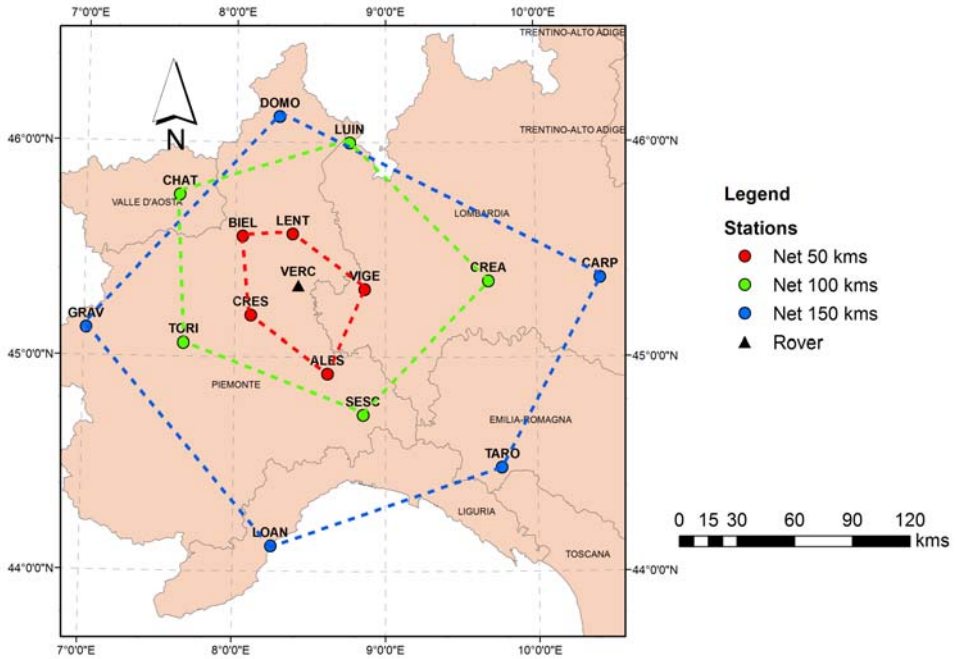 7°0'0"E 8°0'0"E 9°0'0"E 10°0'0"E
TRENTINO-ALTO ADIGE
DOMO
LUIN
46°0'0"N 46°0'0"N
TRENTINO-ALTO ADIGE
N
CHAT
VALLE D'AOSTA
LOMBARDIA
BIEL LENT
VERC VIGE CREA CARP
CRES
GRAV
TORI
45°0'0"N 45°0'0"N
ALES
PIEMONTE
SESC
EMILIA-ROMAGNA
TARO
LIGURIA
LOAN
TOSCANA
44°0'0"N 44°0'0"N
7°0'0"E 8°0'0"E 9°0'0"E 10°0'0"E
Legend
Stations
Net 50 kms
Net 100 kms
Net 150 kms
Rover
0 15 30 60 90 120
kms